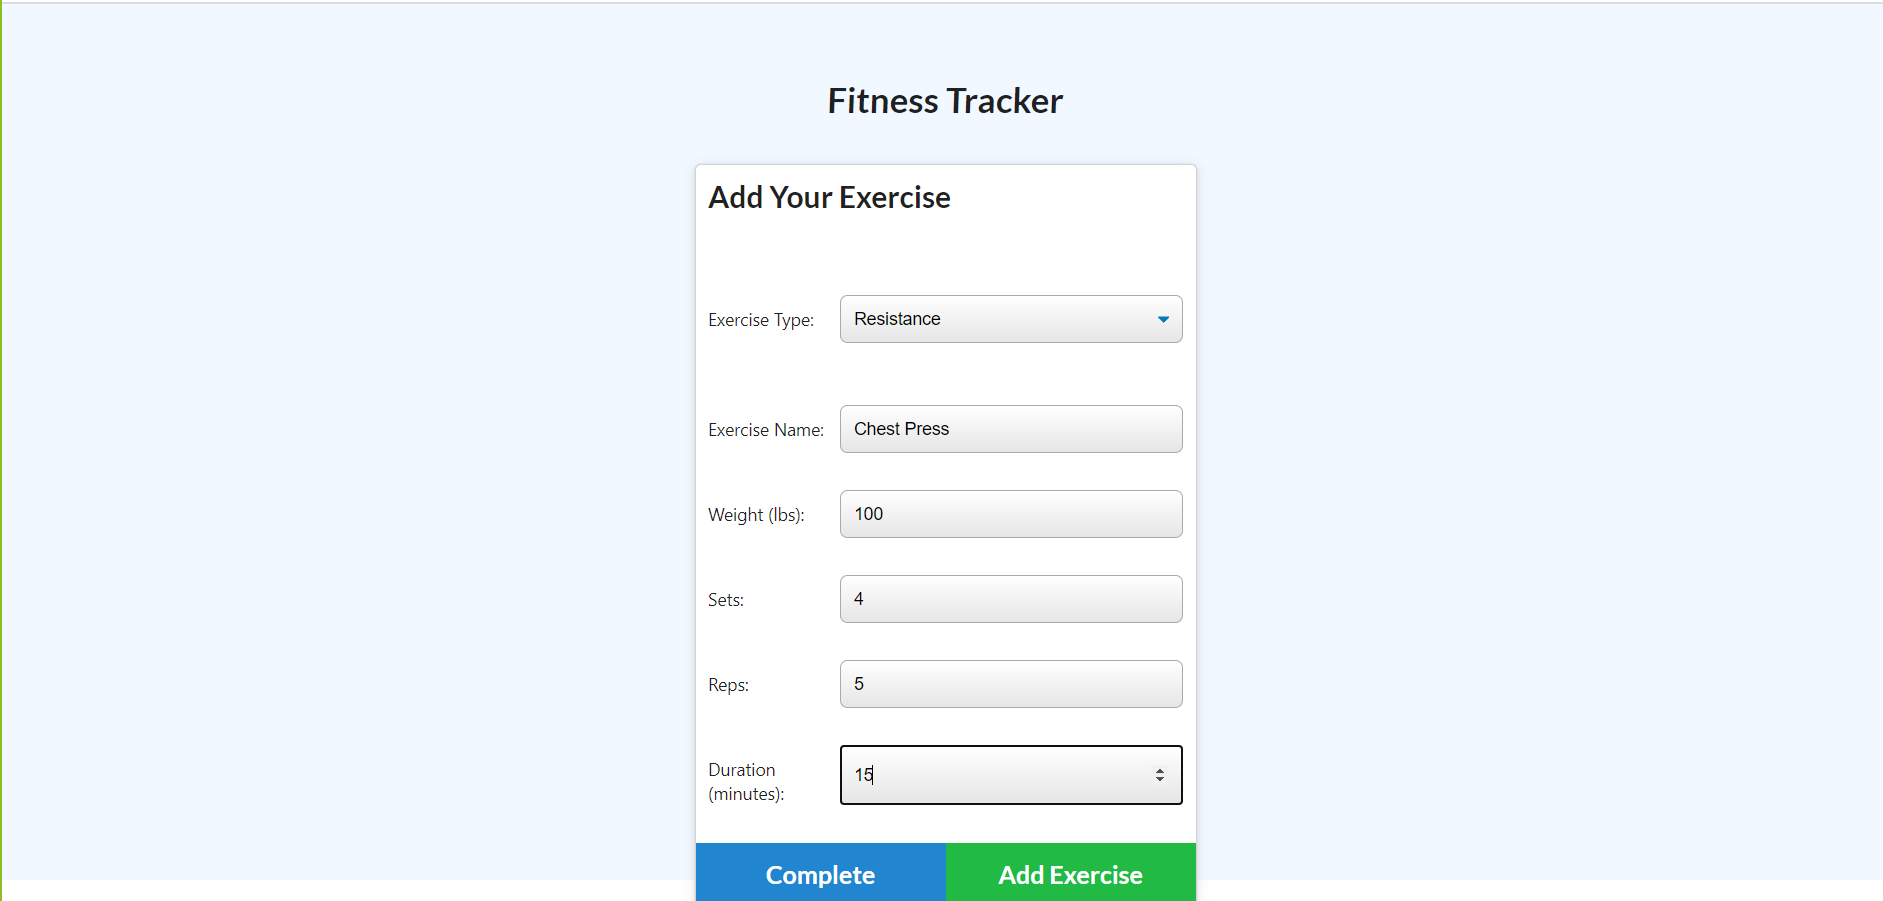 Fitness Tracker
Add Your Exercise
Exercise Type: Resistance
Exercise Name: Chest Press
Weight (lbs): 100
Sets: 4
Reps: 5
Duration
(minutes): 15
Complete Add Exercise